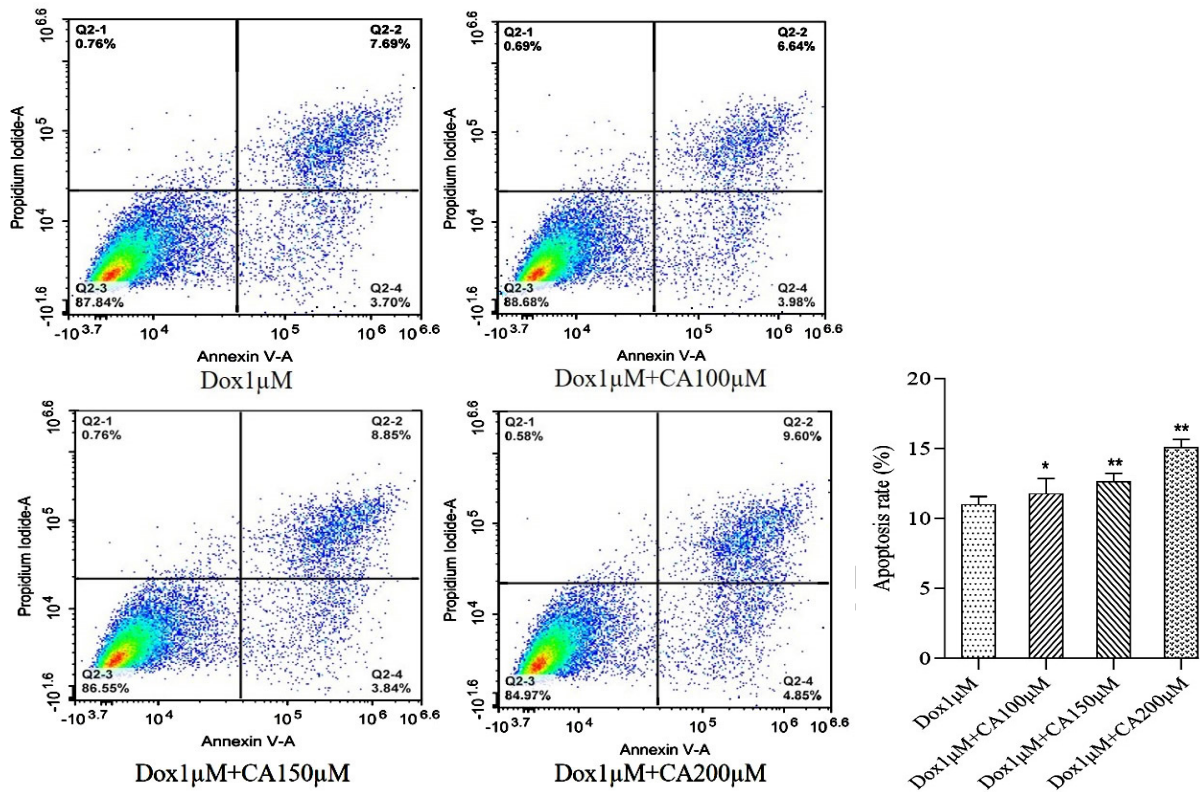 Q2-1
0.76%
Q2-2
7.69%
Q2-3
87.84%
Q2-4
3.70%
Propidium Iodide-A
10^6.6
10^5
10^4
-10^1.6
-10^3.7
10^4
10^5
10^6
10^6.6
Annexin V-A
Dox1μM
Q2-1
0.69%
Q2-2
6.64%
Q2-3
88.68%
Q2-4
3.98%
Propidium Iodide-A
10^6.6
10^5
10^4
-10^1.6
-10^3.7
10^4
10^5
10^6
10^6.6
Annexin V-A
Dox1μM+CA100μM
Q2-1
0.76%
Q2-2
8.85%
Q2-3
86.55%
Q2-4
3.84%
Propidium Iodide-A
10^6.6
10^5
10^4
-10^1.6
-10^3.7
10^4
10^5
10^6
10^6.6
Annexin V-A
Dox1μM+CA150μM
Q2-1
0.58%
Q2-2
9.60%
Q2-3
84.97%
Q2-4
4.85%
Propidium Iodide-A
10^6.6
10^5
10^4
-10^1.6
-10^3.7
10^4
10^5
10^6
10^6.6
Annexin V-A
Dox1μM+CA200μM
Apoptosis rate (%)
20
15
10
5
0
*
**
**
Dox1μM
Dox1μM+CA100μM
Dox1μM+CA150μM
Dox1μM+CA200μM